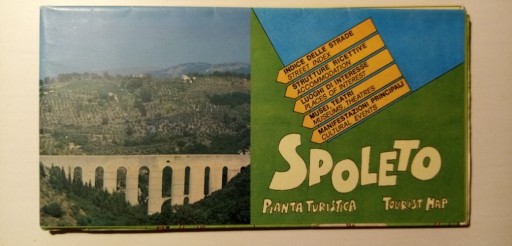 INDICE DELLE STRADE
STREET INDEX
STRUTTURE RICETTIVE
ACCOMMODATION
LUOGHI DI INTERESSE
PLACES OF INTEREST
MUSEI TEATRI
MUSEUMS THEATRES
MANIFESTAZIONI PRINCIPALI
CULTURAL EVENTS
SPOLETO
PIANTA TURISTICA
TOURIST MAP